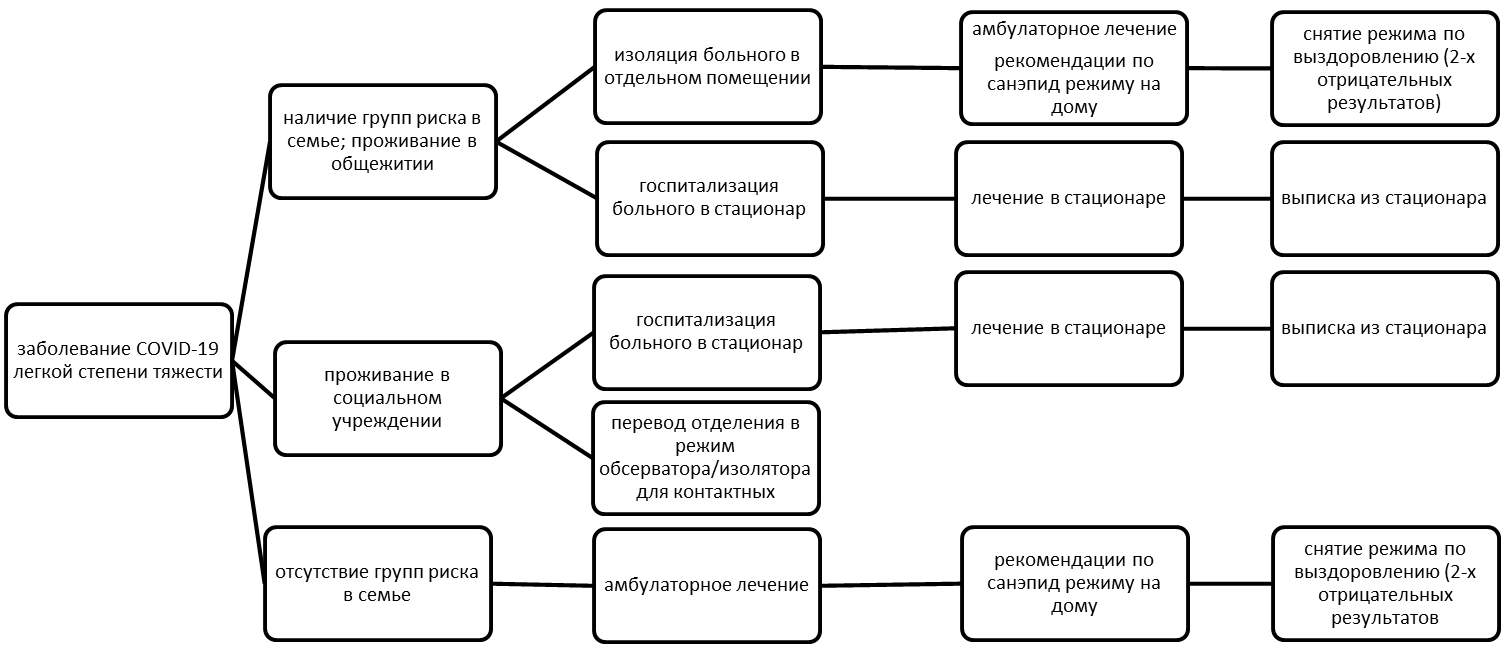 заболевание COVID-19
легкой степени тяжести
наличие групп риска в
семье; проживание в
общежитии
изоляция больного в
отдельном помещении
амбулаторное лечение
рекомендации по
санэпид режиму на
дому
снятие режима по
выздоровлению (2-х
отрицательных
результатов)
госпитализация
больного в стационар
лечение в стационаре
выписка из стационара
проживание в
социальном
учреждении
госпитализация
больного в стационар
лечение в стационаре
выписка из стационара
перевод отделения в
режим
обсерватора/изолятора
для контактных
отсутствие групп риска
в семье
амбулаторное лечение
рекомендации по
санэпид режиму на
дому
снятие режима по
выздоровлению (2-х
отрицательных
результатов